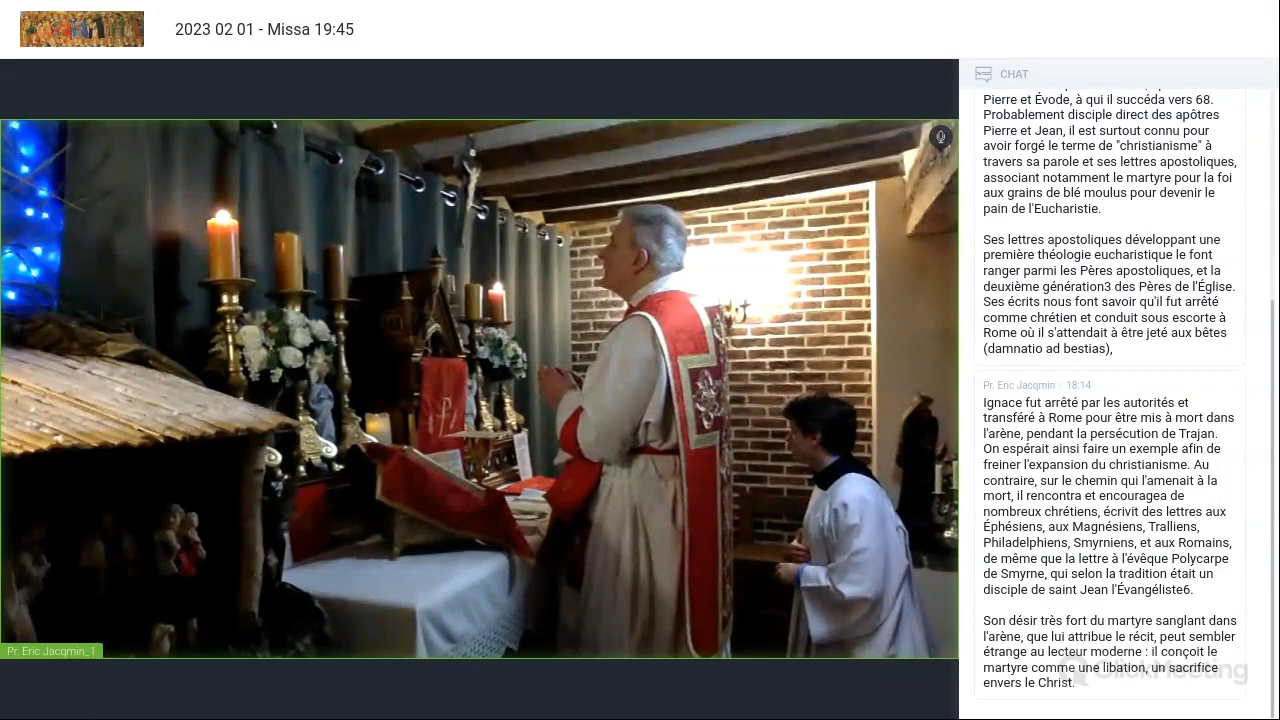 2023 02 01 - Missa 19:45
CHAT
Pierre et Évode, à qui il succéda vers 68.
Probablement disciple direct des apôtres
Pierre et Jean, il est surtout connu pour
avoir forgé le terme de "christianisme" à
travers sa parole et ses lettres apostoliques,
associant notamment le martyre pour la foi
aux grains de blé moulus pour devenir le
pain de l'Eucharistie.
Ses lettres apostoliques développant une
première théologie eucharistique le font
ranger parmi les Pères apostoliques, et la
deuxième génération3 des Pères de l'Église.
Ses écrits nous font savoir qu'il fut arrêté
comme chrétien et conduit sous escorte à
Rome où il s'attendait à être jeté aux bêtes
(damnatio ad bestias),
Pr. Eric Jacqmin 18:14
Ignace fut arrêté par les autorités et
transféré à Rome pour être mis à mort dans
l'arène, pendant la persécution de Trajan.
On espérait ainsi faire un exemple afin de
freiner l'expansion du christianisme. Au
contraire, sur le chemin qui l'amenait à la
mort, il rencontra et encouragea de
nombreux chrétiens, écrivit des lettres aux
Éphésiens, aux Magnésiens, Tralliens,
Philadelphiens, Smyrniens, et aux Romains,
de même que la lettre à l'évêque Polycarpe
de Smyrne, qui selon la tradition était un
disciple de saint Jean l'Évangéliste6.
Son désir très fort du martyre sanglant dans
l'arène, que lui attribue le récit, peut sembler
étrange au lecteur moderne : il conçoit le
martyre comme une libation, un sacrifice
envers le Christ.
ClickMeeting
Pr. Eric Jacqmin_1